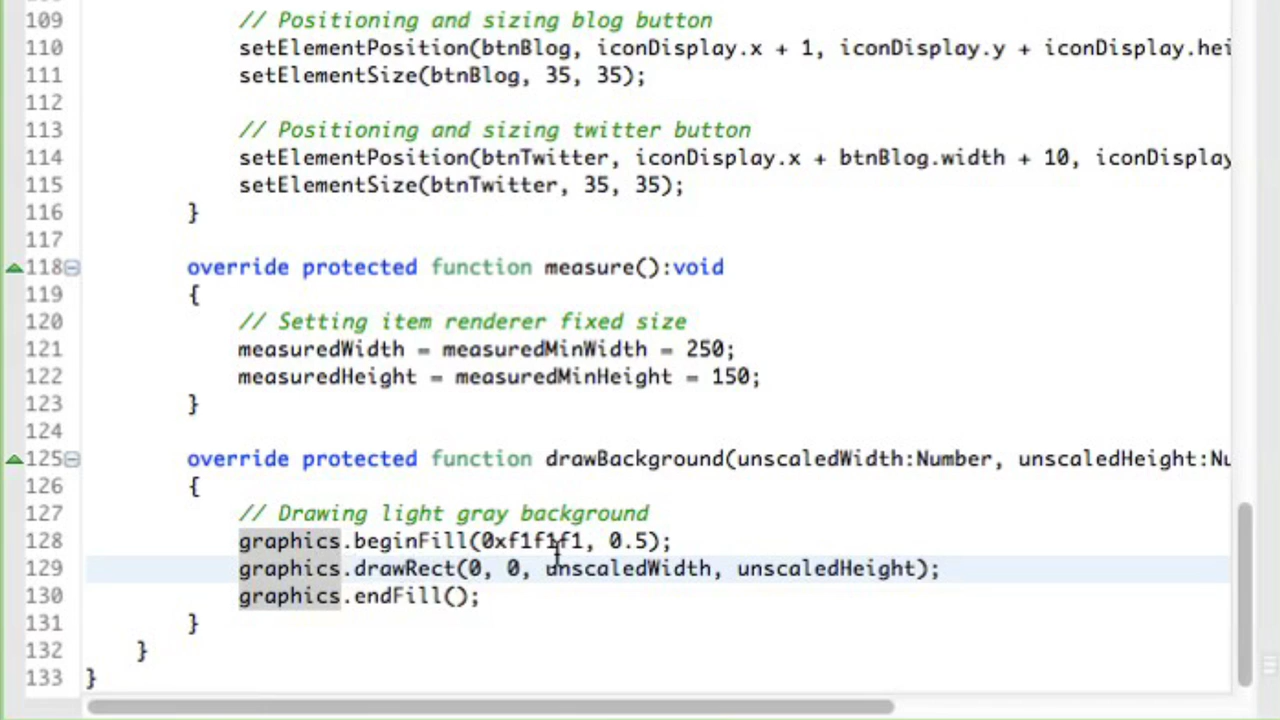 109 // Positioning and sizing blog button
110 setElementPosition(btnBlog, iconDisplay.x + 1, iconDisplay.y + iconDisplay.hei
111 setElementSize(btnBlog, 35, 35);
112
113 // Positioning and sizing twitter button
114 setElementPosition(btnTwitter, iconDisplay.x + btnBlog.width + 10, iconDisplay
115 setElementSize(btnTwitter, 35, 35);
116 }
117
118 override protected function measure():void
119 {
120 // Setting item renderer fixed size
121 measuredWidth = measuredMinWidth = 250;
122 measuredHeight = measuredMinHeight = 150;
123 }
124
125 override protected function drawBackground(unscaledWidth:Number, unscaledHeight:Nu
126 {
127 // Drawing light gray background
128 graphics.beginFill(0xf1f1f1, 0.5);
129 graphics.drawRect(0, 0, unscaledWidth, unscaledHeight);
130 graphics.endFill();
131 }
132 }
133 }